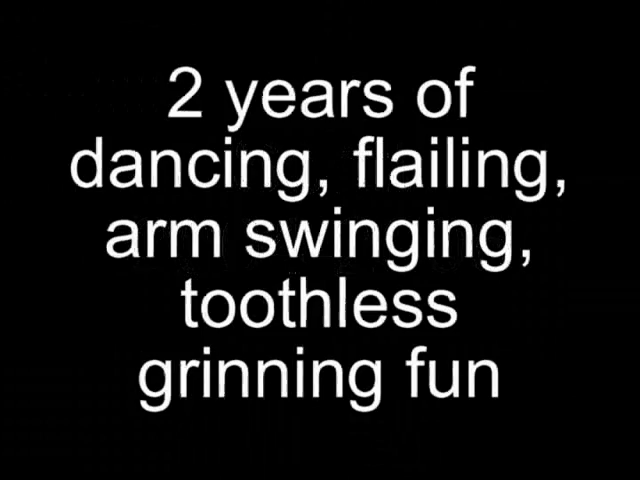 2 years of
dancing, flailing,
arm swinging,
toothless
grinning fun